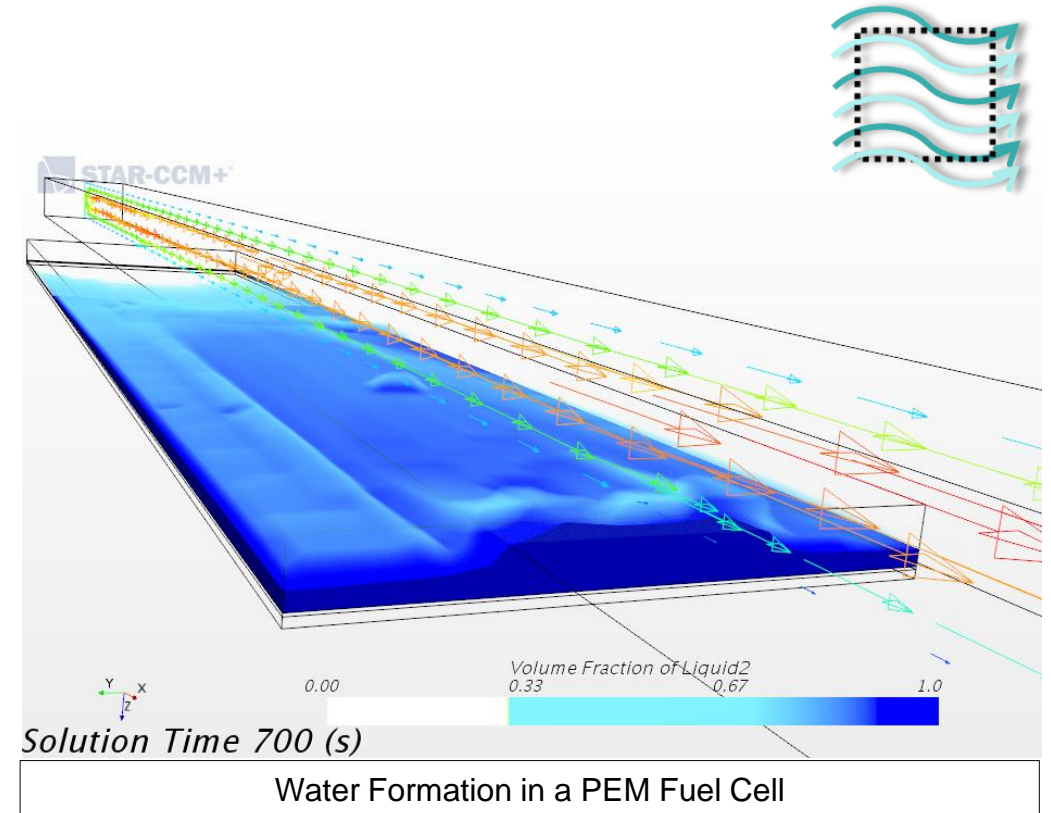 STAR-CCM+
Y X
Z
Volume Fraction of Liquid2
0.00 0.33 0.67 1.0
Solution Time 700 (s)
Water Formation in a PEM Fuel Cell